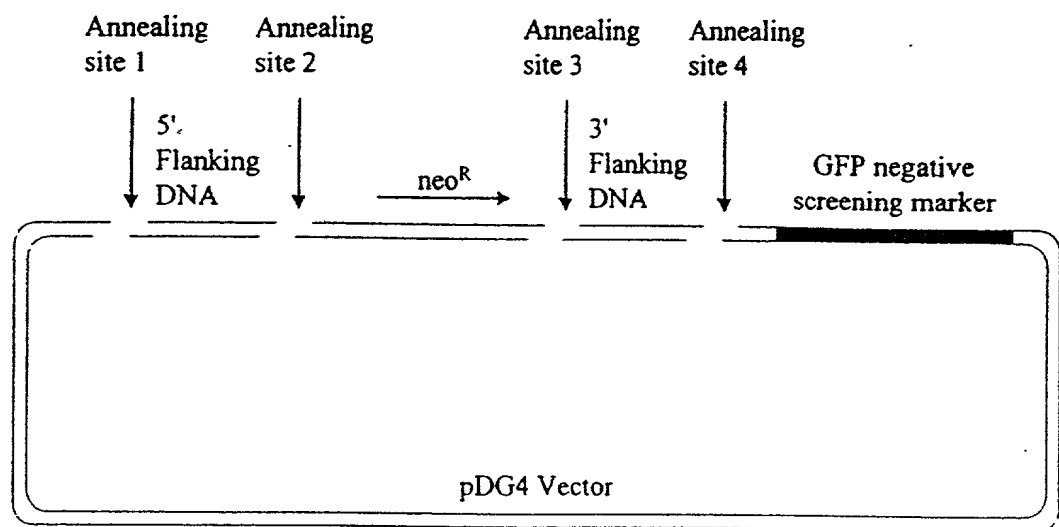 Annealing
site 1
Annealing
site 2
Annealing
site 3
Annealing
site 4
5'
Flanking
DNA
neoR
3'
Flanking
DNA
GFP negative
screening marker
pDG4 Vector